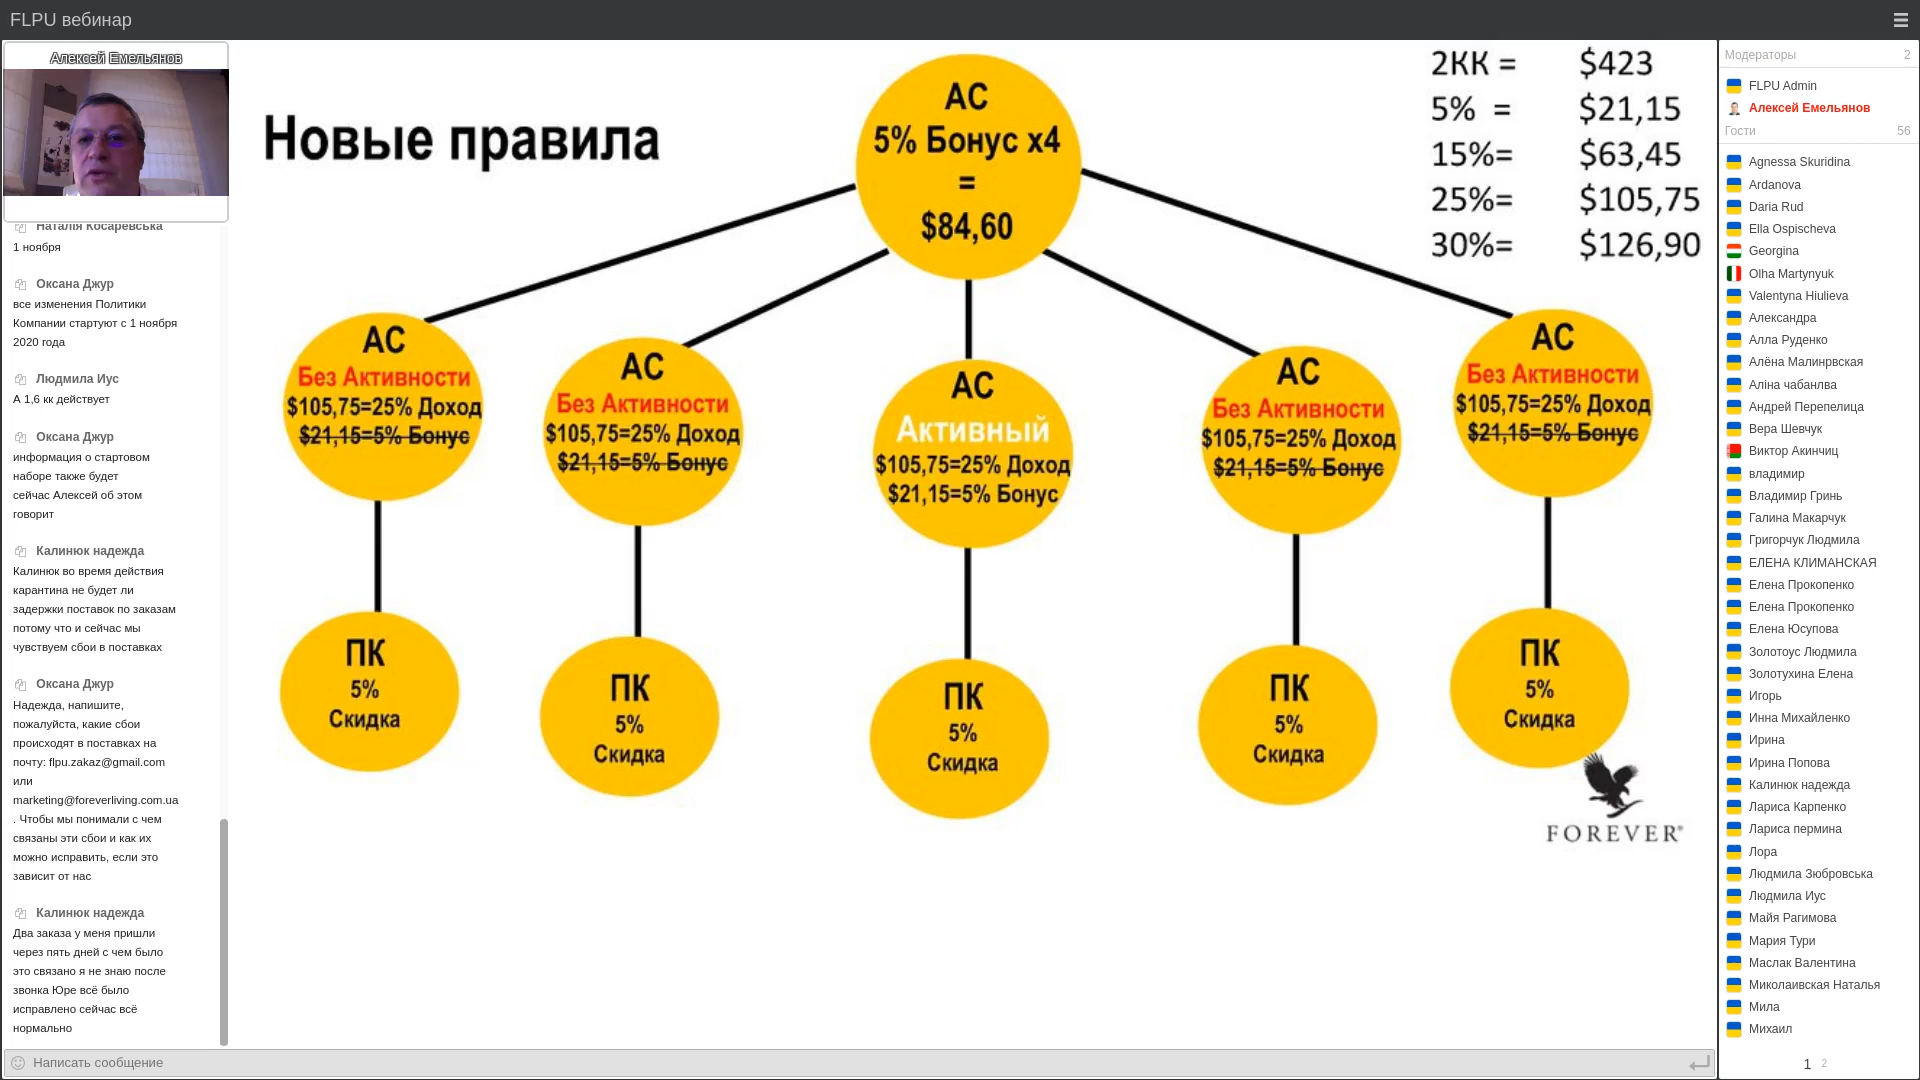 FLPU вебинар
Алексей Емельянов
Наталія Косаревська
1 ноября
Оксана Джур
все изменения Политики
Компании стартуют с 1 ноября
2020 года
Людмила Иус
А 1,6 кк действует
Оксана Джур
информация о стартовом
наборе также будет
сейчас Алексей об этом
говорит
Калинюк надежда
Калинюк во время действия
карантина не будет ли
задержки поставок по заказам
потому что и сейчас мы
чувствуем сбои в поставках
Оксана Джур
Надежда, напишите,
пожалуйста, какие сбои
происходят в поставках на
почту: flpu.zakaz@gmail.com
или
marketing@foreverliving.com.ua
. Чтобы мы понимали с чем
связаны эти сбои и как их
можно исправить, если это
зависит от нас
Калинюк надежда
Два заказа у меня пришли
через пять дней с чем было
это связано я не знаю после
звонка Юре всё было
исправлено сейчас всё
нормально
Написать сообщение
Новые правила
АС
5% Бонус х4
=
$84,60
2КК = $423
5% = $21,15
15%= $63,45
25%= $105,75
30%= $126,90
АС
Без Активности
$105,75=25% Доход
$21,15=5% Бонус
АС
Без Активности
$105,75=25% Доход
$21,15=5% Бонус
АС
Активный
$105,75=25% Доход
$21,15=5% Бонус
АС
Без Активности
$105,75=25% Доход
$21,15=5% Бонус
АС
Без Активности
$105,75=25% Доход
$21,15=5% Бонус
ПК
5%
Скидка
ПК
5%
Скидка
ПК
5%
Скидка
ПК
5%
Скидка
ПК
5%
Скидка
FOREVER®
Модераторы 2
FLPU Admin
Алексей Емельянов
Гости 56
Agnessa Skuridina
Ardanova
Daria Rud
Ella Ospischeva
Georgina
Olha Martynyuk
Valentyna Hiulieva
Александра
Алла Руденко
Алёна Малинрвская
Аліна чабанлва
Андрей Перепелица
Вера Шевчук
Виктор Акинчиц
владимир
Владимир Гринь
Галина Макарчук
Григорчук Людмила
ЕЛЕНА КЛИМАНСКАЯ
Елена Прокопенко
Елена Прокопенко
Елена Юсупова
Золотоус Людмила
Золотухина Елена
Игорь
Инна Михайленко
Ирина
Ирина Попова
Калинюк надежда
Лариса Карпенко
Лариса пермина
Лора
Людмила Зюбровська
Людмила Иус
Майя Рагимова
Мария Тури
Маслак Валентина
Миколаивская Наталья
Мила
Михаил
1 2